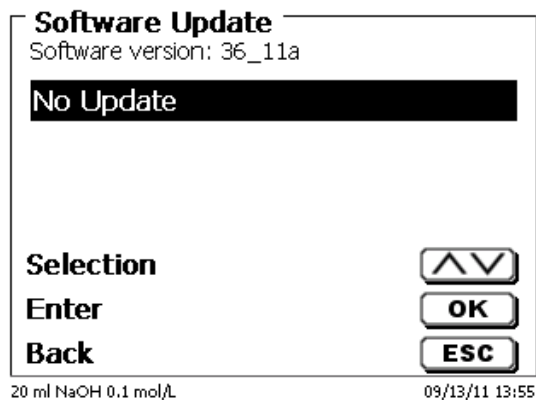 Software Update
Software version: 36_11a
No Update
Selection
Enter OK
Back ESC
20 ml NaOH 0.1 mol/L 09/13/11 13:55